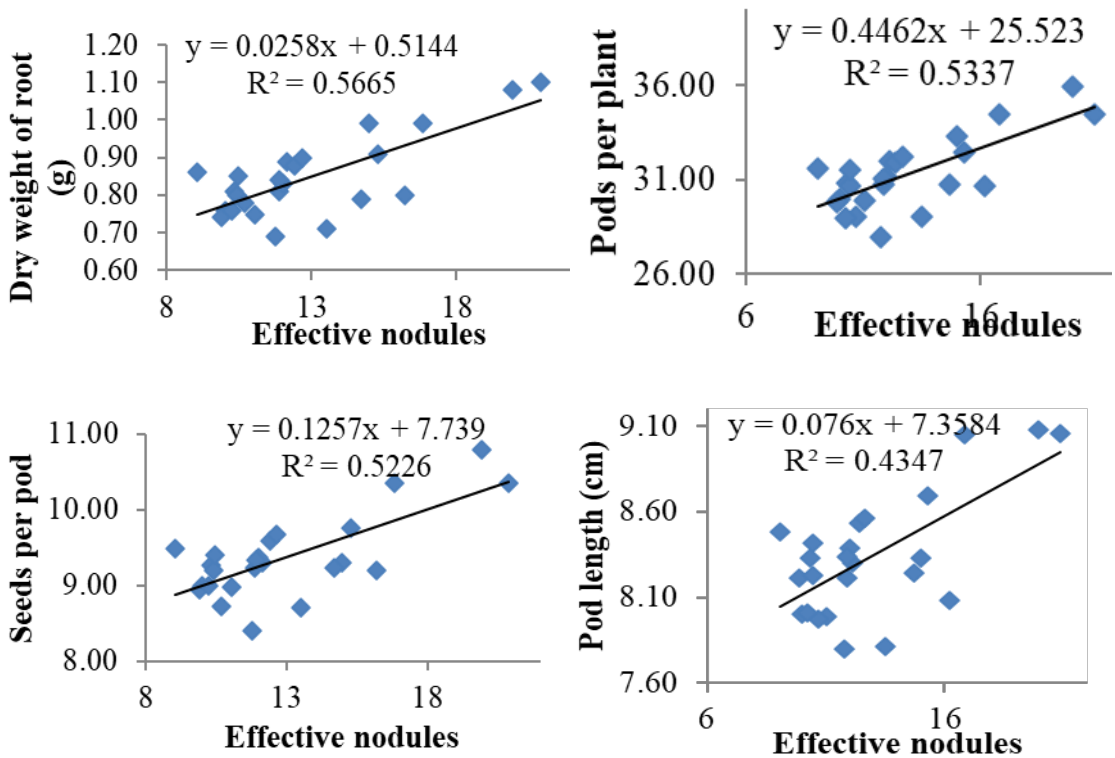 y = 0.0258x + 0.5144
R² = 0.5665
1.20
1.10
1.00
0.90
0.80
0.70
0.60
Dry weight of root
(g)
8
13
18
Effective nodules
y = 0.4462x + 25.523
R² = 0.5337
36.00
31.00
26.00
Pods per plant
6
16
Effective nodules
y = 0.1257x + 7.739
R² = 0.5226
11.00
10.00
9.00
8.00
Seeds per pod
8
13
18
Effective nodules
y = 0.076x + 7.3584
R² = 0.4347
9.10
8.60
8.10
7.60
Pod length (cm)
6
16
Effective nodules